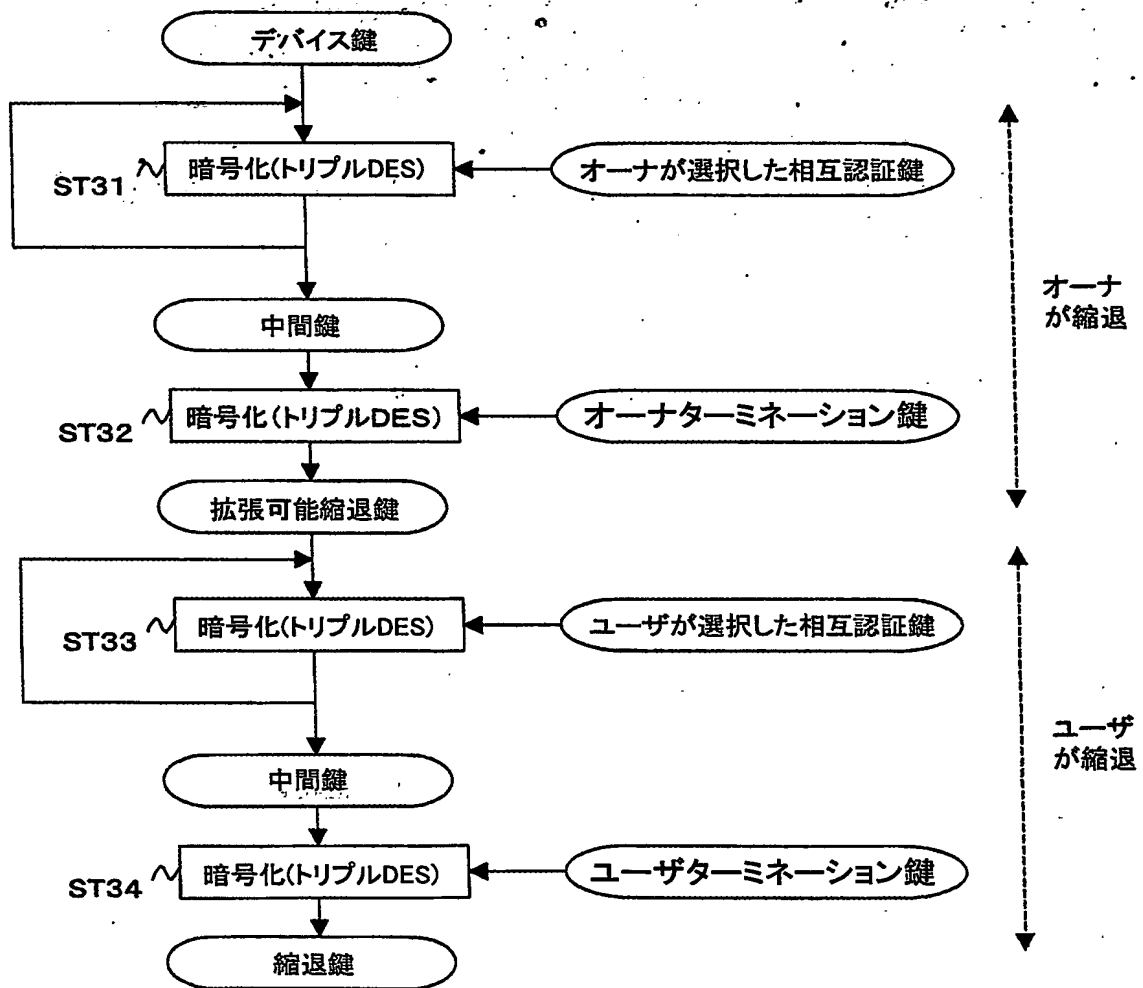 デバイス鍵
ST31
暗号化(トリプルDES)
オーナが選択した相互認証鍵
中間鍵
オーナ
が縮退
ST32
暗号化(トリプルDES)
オーナターミネーション鍵
拡張可能縮退鍵
ST33
暗号化(トリプルDES)
ユーザが選択した相互認証鍵
ユーザ
が縮退
中間鍵
ST34
暗号化(トリプルDES)
ユーザターミネーション鍵
縮退鍵